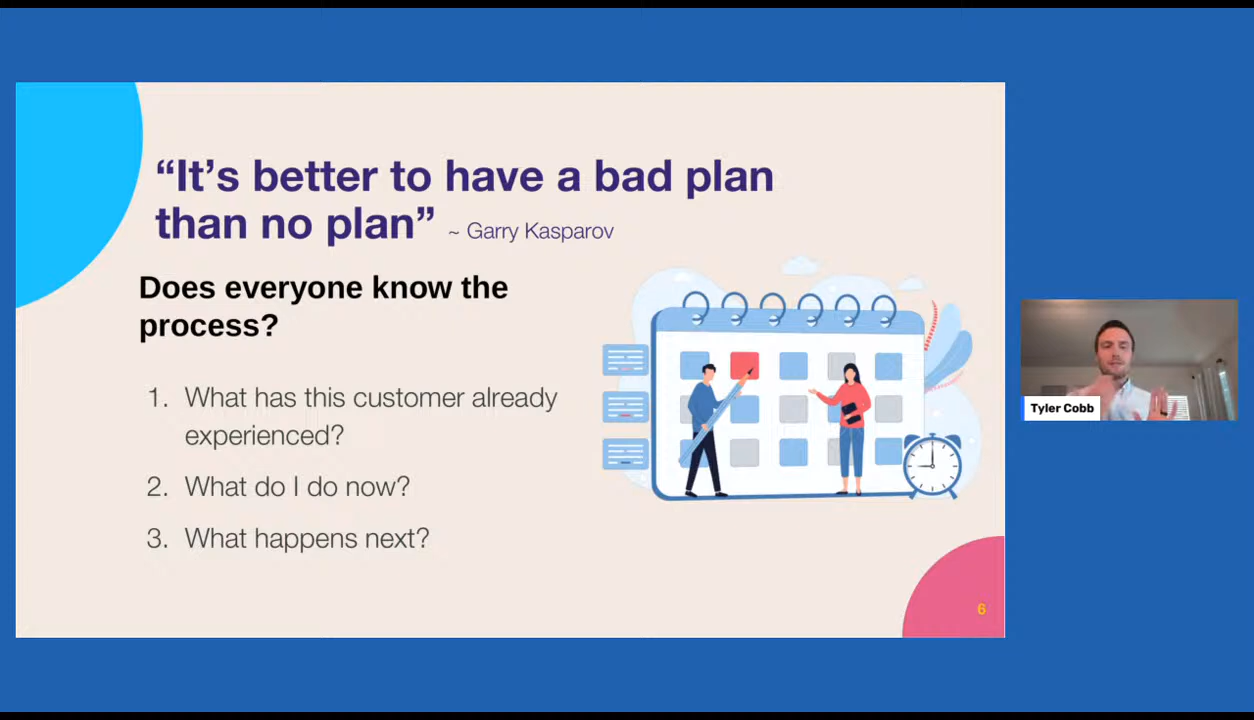 “It’s better to have a bad plan
than no plan” ~ Garry Kasparov
Does everyone know the
process?
1. What has this customer already
experienced?
2. What do I do now?
3. What happens next?
6
Tyler Cobb